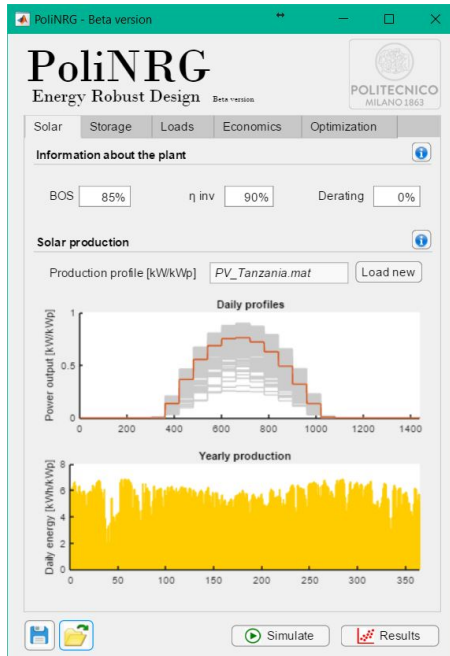 PoliNRG - Beta version
PoliNRG
Energy Robust Design Beta version
POLITECNICO
MILANO 1863
Solar Storage Loads Economics Optimization
Information about the plant
BOS 85% η inv 90% Derating 0%
Solar production
Production profile [kW/kWp] PV_Tanzania.mat Load new
Daily profiles
Power output [kW/kWp]
1
0.5
0
0 200 400 600 800 1000 1200 1400
Yearly production
Daily energy [kWh/kWp]
8
6
4
2
0
0 50 100 150 200 250 300 350
Simulate Results